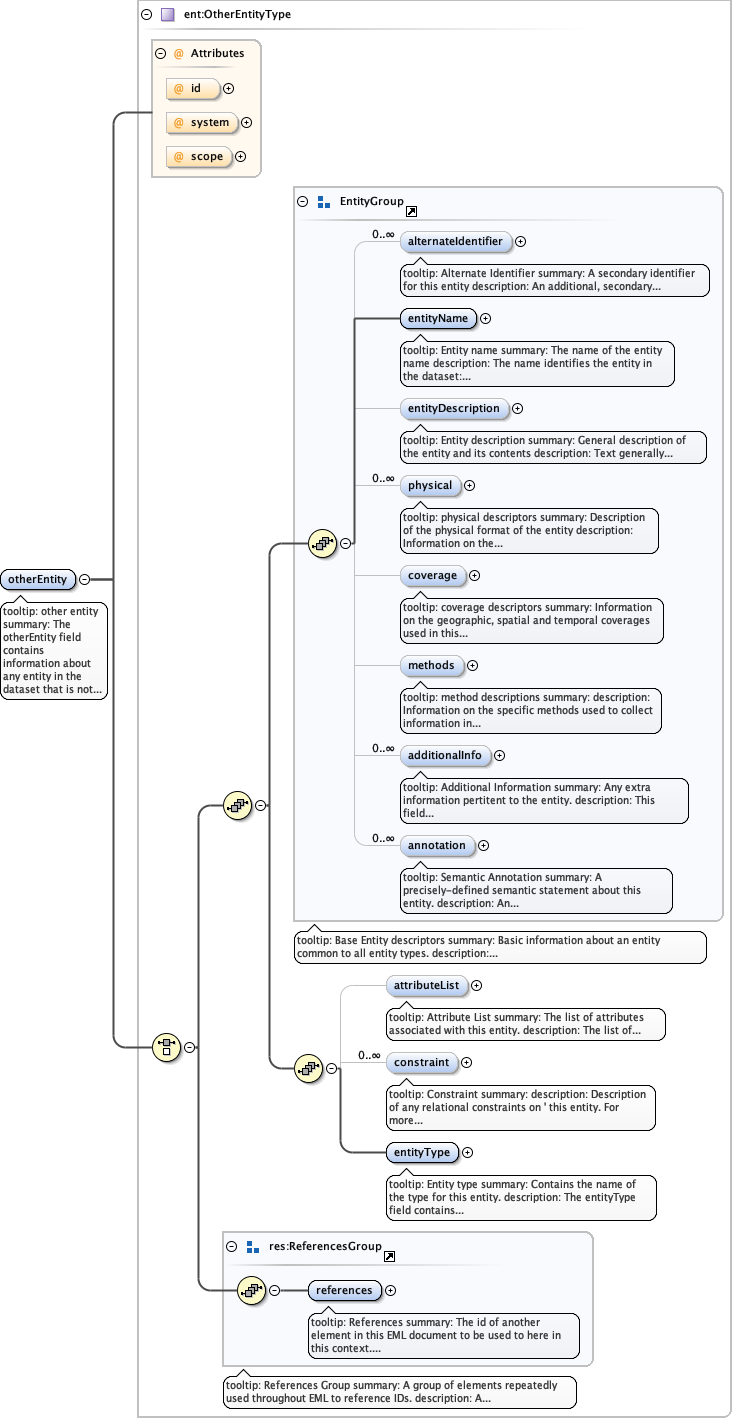 ent:OtherEntityType
@ Attributes
@ id
@ system
@ scope
EntityGroup
0..∞
alternateIdentifier
tooltip: Alternate Identifier summary: A secondary identifier
for this entity description: An additional, secondary...
entityName
tooltip: Entity name summary: The name of the entity
name description: The name identifies the entity in
the dataset:...
entityDescription
tooltip: Entity description summary: General description of
the entity and its contents description: Text generally...
0..∞
physical
tooltip: physical descriptors summary: Description
of the physical format of the entity description:
Information on the...
coverage
tooltip: coverage descriptors summary: Information
on the geographic, spatial and temporal coverages
used in this...
otherEntity
tooltip: other entity
summary: The
otherEntity field
contains
information about
any entity in the
dataset that is not...
methods
tooltip: method descriptions summary: description:
Information on the specific methods used to collect
information in...
0..∞
additionalInfo
tooltip: Additional Information summary: Any extra
information pertitent to the entity. description: This
field...
0..∞
annotation
tooltip: Semantic Annotation summary: A
precisely-defined semantic statement about this
entity. description: An...
tooltip: Base Entity descriptors summary: Basic information about an entity
common to all entity types. description:...
attributeList
tooltip: Attribute List summary: The list of attributes
associated with this entity. description: The list of...
0..∞
constraint
tooltip: Constraint summary: description: Description
of any relational constraints on ' this entity. For
more...
entityType
tooltip: Entity type summary: Contains the name of
the type for this entity. description: The entityType
field contains...
res:ReferencesGroup
references
tooltip: References summary: The id of another
element in this EML document to be used to here in
this context....
tooltip: References Group summary: A group of elements repeatedly
used throughout EML to reference IDs. description: A...